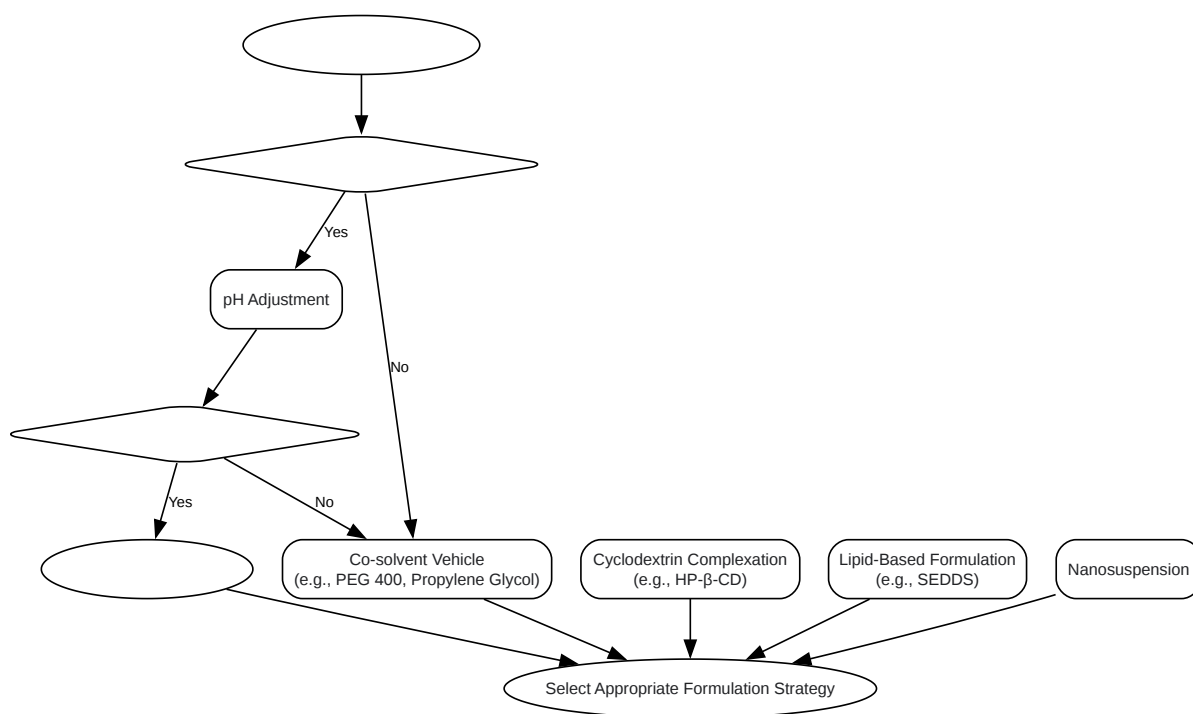 Yes
pH Adjustment
No
Yes
No
Co-solvent Vehicle
(e.g., PEG 400, Propylene Glycol)
Cyclodextrin Complexation
(e.g., HP-β-CD)
Lipid-Based Formulation
(e.g., SEDDS)
Nanosuspension
Select Appropriate Formulation Strategy